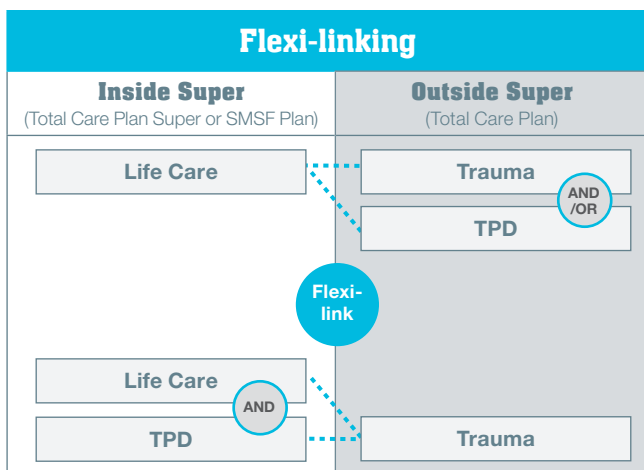 Flexi-linking
Inside Super
(Total Care Plan Super or SMSF Plan)
Outside Super
(Total Care Plan)
Life Care
Trauma
AND
/OR
TPD
Flexi-
link
Life Care
AND
TPD
Trauma